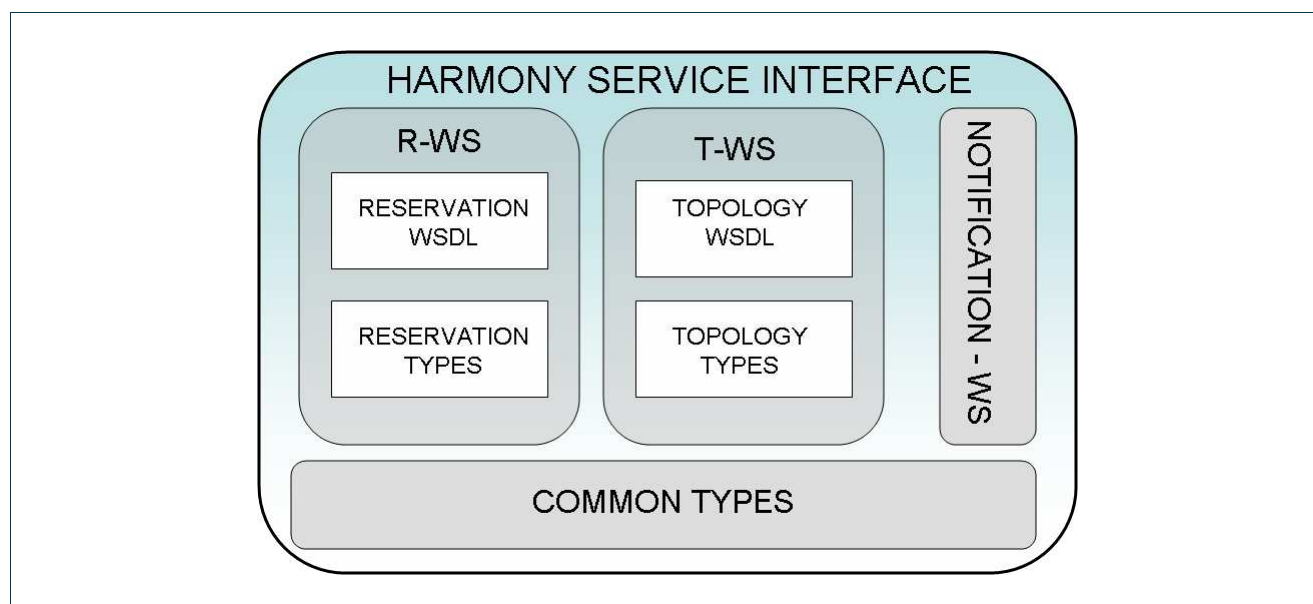 HARMONY SERVICE INTERFACE
R-WS
RESERVATION
WSDL
RESERVATION
TYPES
T-WS
TOPOLOGY
WSDL
TOPOLOGY
TYPES
NOTIFICATION - WS
COMMON TYPES